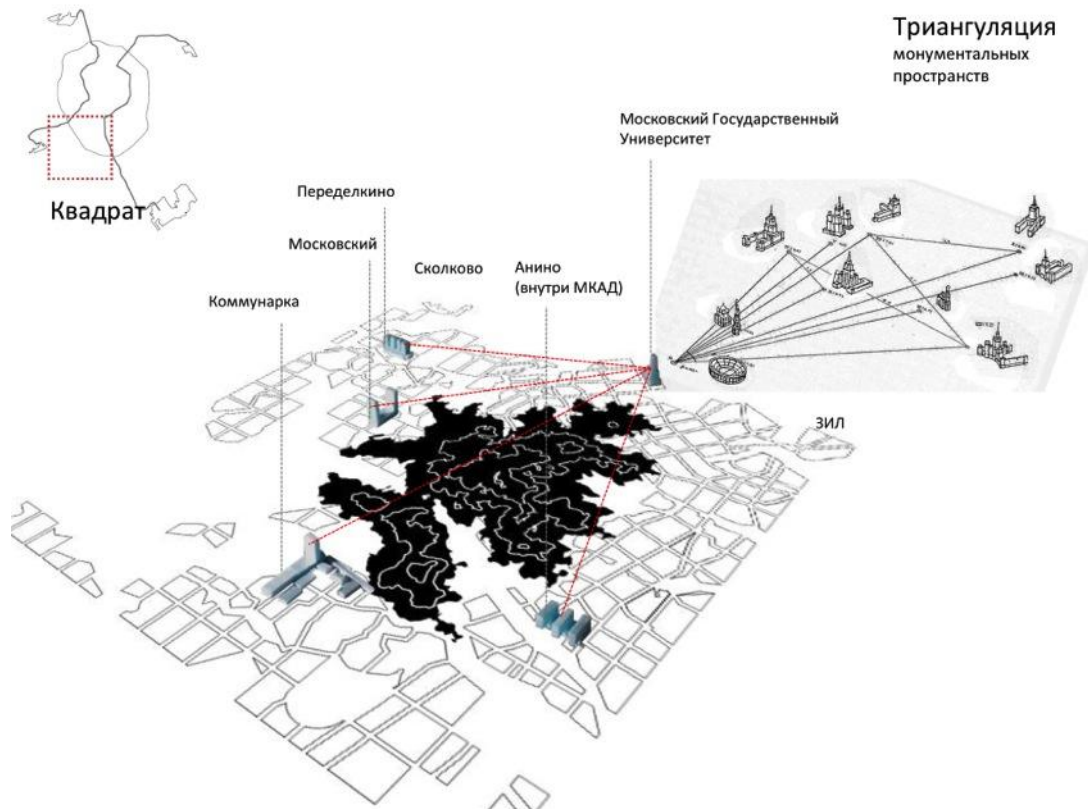 Триангуляция
монументальных
пространств
Московский Государственный
Университет
Квадрат
Переделкино
Московский
Сколково
Анино
(внутри МКАД)
Коммунарка
ЗИЛ